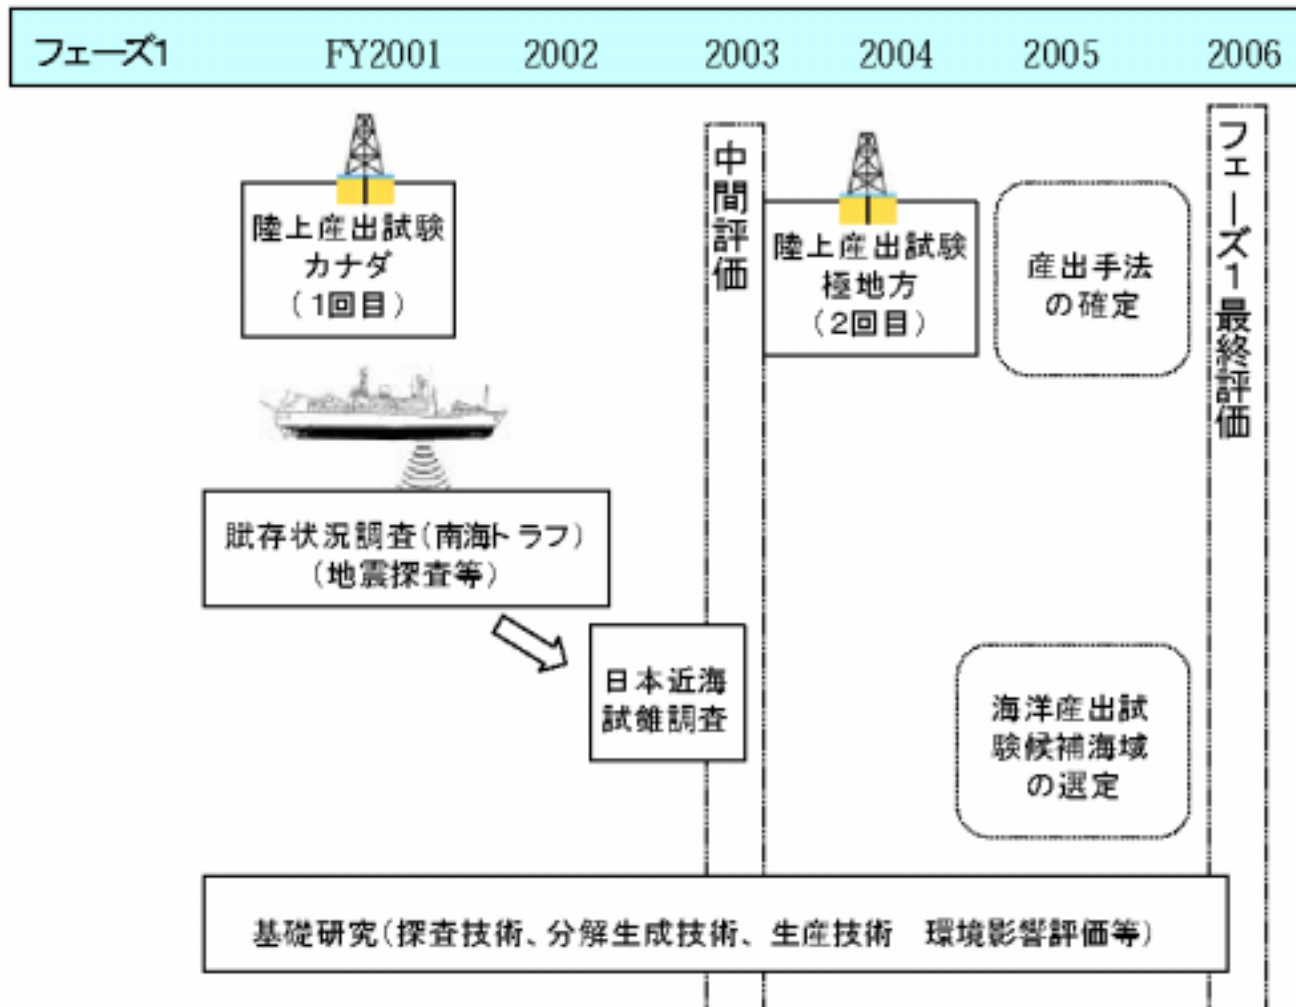 フェーズ1 FY2001 2002 2003 2004 2005 2006
陸上産出試験
カナダ
(1回目)
中間評価
陸上産出試験
極地方
(2回目)
産出手法
の確定
フェーズ1最終評価
賦存状況調査(南海トラフ)
(地震探査等)
日本近海
試錐調査
海洋産出試
験候補海域
の選定
基礎研究(探査技術、分解生成技術、生産技術 環境影響評価等)